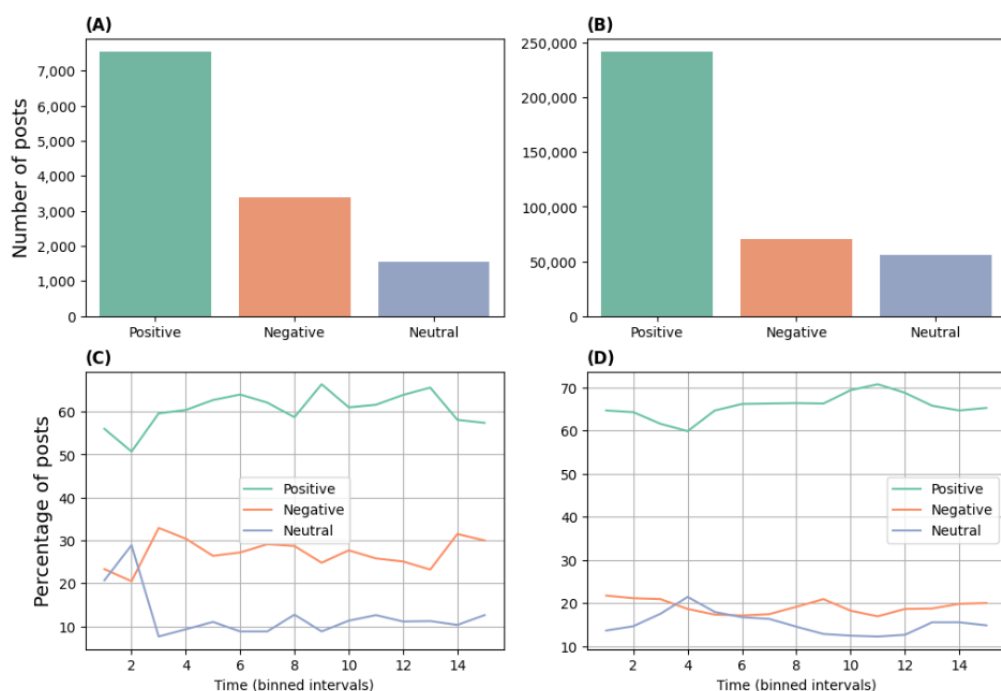 (A)
Number of posts
7,000
6,000
5,000
4,000
3,000
2,000
1,000
0
Positive Negative Neutral
(B)
250,000
200,000
150,000
100,000
50,000
0
Positive Negative Neutral
(C)
Percentage of posts
60
50
40
30
20
10
Positive
Negative
Neutral
2 4 6 8 10 12 14
Time (binned intervals)
(D)
70
60
50
40
30
20
10
Positive
Negative
Neutral
2 4 6 8 10 12 14
Time (binned intervals)